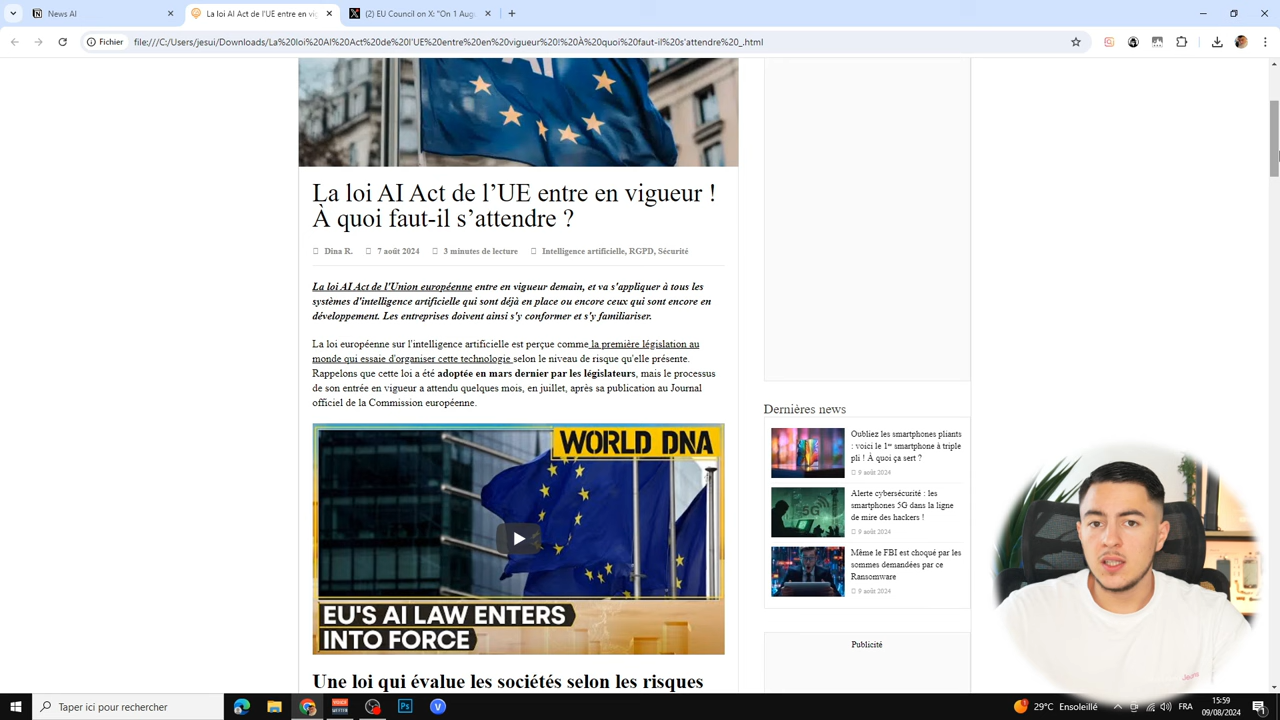 News AI
La loi AI Act de l'UE entre en vig
(2) EU Council on X: "On 1 Aug
Fichier
file:///C:/Users/jesui/Downloads/La%20loi%20AI%20Act%20de%20l'UE%20entre%20en%20vigueur%20!%20À%20quoi%20faut-il%20s'attendre%20_.html
La loi AI Act de l’UE entre en vigueur !
À quoi faut-il s’attendre ?
Dina R.
7 août 2024
3 minutes de lecture
Intelligence artificielle, RGPD, Sécurité
La loi AI Act de l'Union européenne entre en vigueur demain, et va s'appliquer à tous les
systèmes d'intelligence artificielle qui sont déjà en place ou encore ceux qui sont encore en
développement. Les entreprises doivent ainsi s'y conformer et s'y familiariser.
La loi européenne sur l'intelligence artificielle est perçue comme la première législation au
monde qui essaie d'organiser cette technologie selon le niveau de risque qu'elle présente.
Rappelons que cette loi a été adoptée en mars dernier par les législateurs, mais le processus
de son entrée en vigueur a attendu quelques mois, en juillet, après sa publication au Journal
officiel de la Commission européenne.
WORLD DNA
EU'S AI LAW ENTERS
INTO FORCE
Une loi qui évalue les sociétés selon les risques
Dernières news
Oubliez les smartphones pliants
: voici le 1er smartphone à triple
pli ! À quoi ça sert ?
9 août 2024
5G
Alerte cybersécurité : les
smartphones 5G dans la ligne
de mire des hackers !
9 août 2024
Même le FBI est choqué par les
sommes demandées par ce
Ransomware
9 août 2024
Publicité
Taper ici pour rechercher
Ps
29°C Ensoleillé
FRA
15:59
09/08/2024